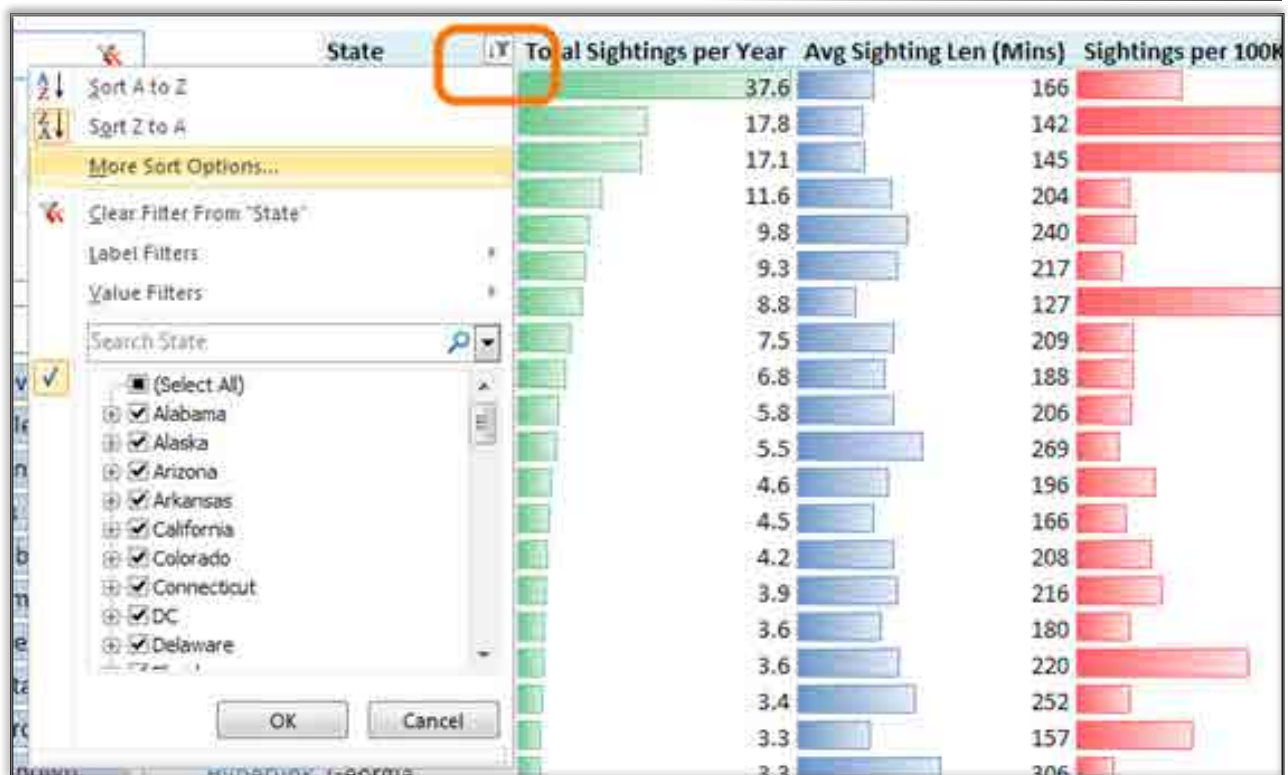 State Total Sightings per Year Avg Sighting Len (Mins) Sightings per 100K
Sort A to Z
Sort Z to A
More Sort Options...
Clear Filter From "State"
Label Filters
Value Filters
Search State
(Select All)
Alabama
Alaska
Arizona
Arkansas
California
Colorado
Connecticut
DC
Delaware
OK Cancel
Georgia
37.6 166
17.8 142
17.1 145
11.6 204
9.8 240
9.3 217
8.8 127
7.5 209
6.8 188
5.8 206
5.5 269
4.6 196
4.5 166
4.2 208
3.9 216
3.6 180
3.6 220
3.4 252
3.3 157
3.3 306